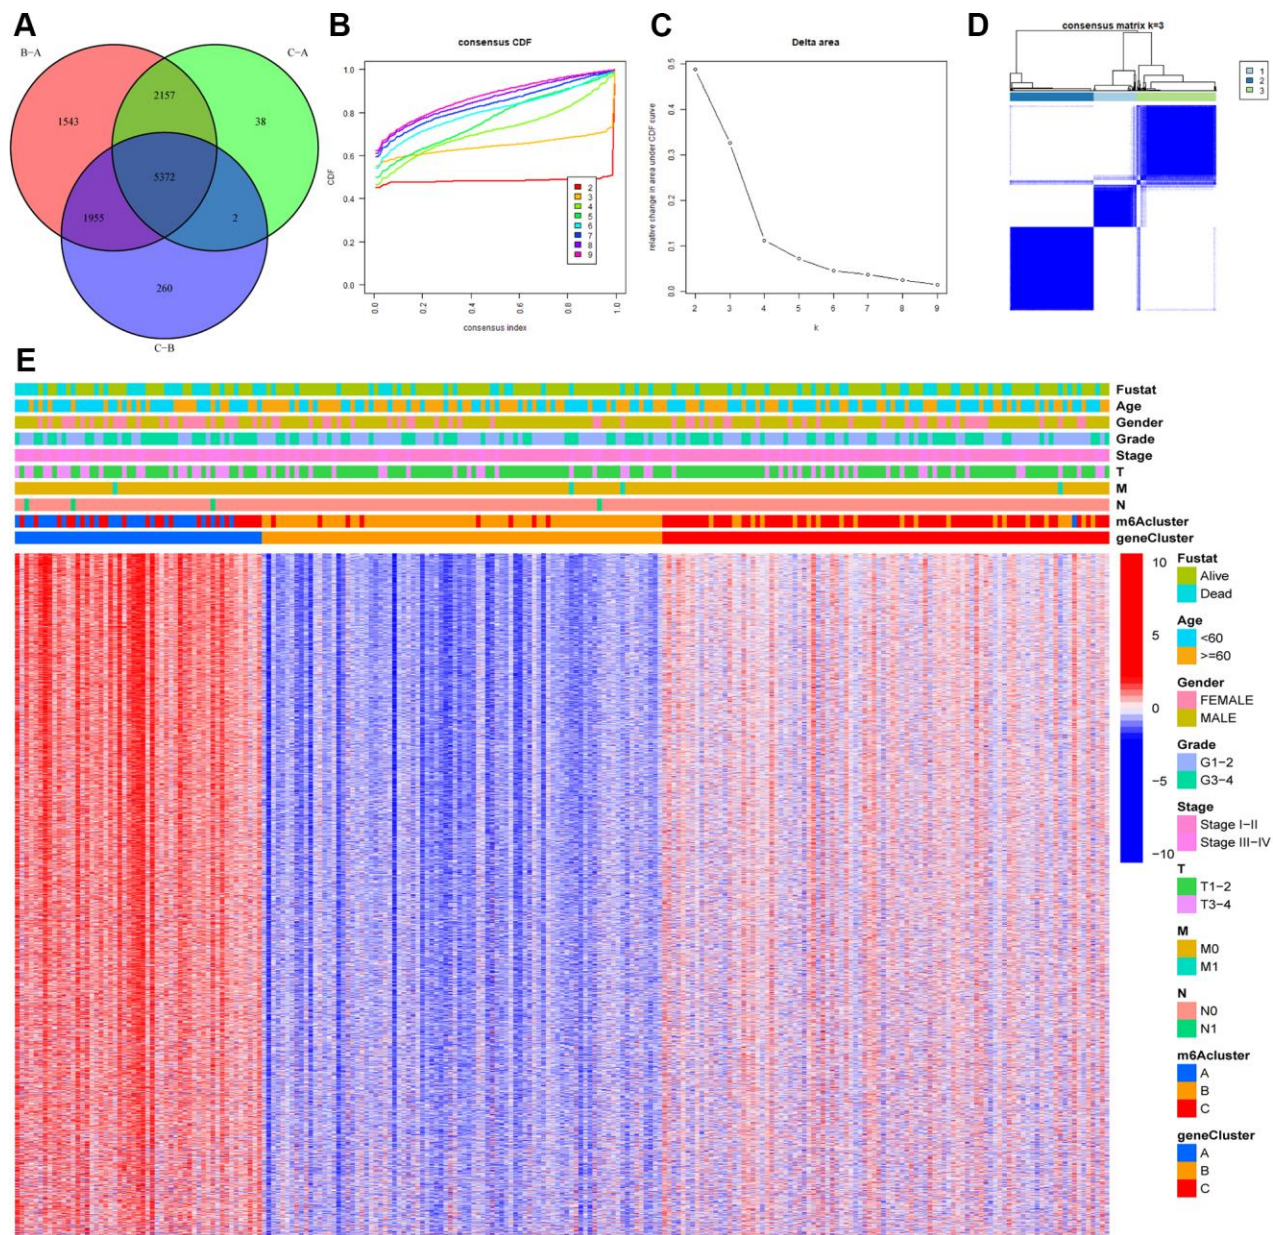 A
B−A
C−A
2157
1543
38
5372
1955
2
260
C−B
B
consensus CDF
CDF
1.0
0.8
0.6
0.4
0.2
0.0
0.0
0.2
0.4
0.6
0.8
1.0
consensus index
2
3
4
5
6
7
8
9
C
Delta area
relative change in area under CDF curve
0.5
0.4
0.3
0.2
0.1
0.0
2
3
4
5
6
7
8
9
k
D
consensus matrix k=3
1
2
3
E
Fustat
Age
Gender
Grade
Stage
T
M
N
m6Acluster
geneCluster
10
5
0
−5
−10
Fustat
Alive
Dead
Age
<60
>=60
Gender
FEMALE
MALE
Grade
G1−2
G3−4
Stage
Stage I−II
Stage III−IV
T
T1−2
T3−4
M
M0
M1
N
N0
N1
m6Acluster
A
B
C
geneCluster
A
B
C